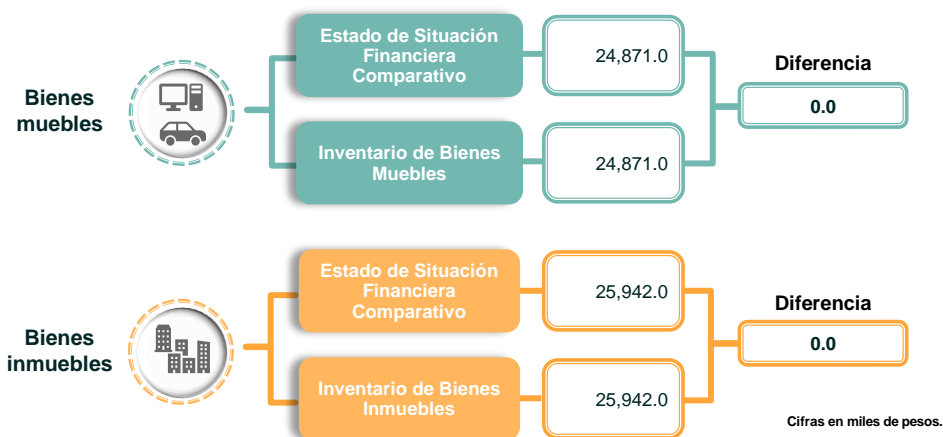 Bienes
muebles
Estado de Situación
Financiera
Comparativo
24,871.0
Inventario de Bienes
Muebles
24,871.0
Diferencia
0.0
Bienes
inmuebles
Estado de Situación
Financiera
Comparativo
25,942.0
Inventario de Bienes
Inmuebles
25,942.0
Diferencia
0.0
Cifras en miles de pesos.